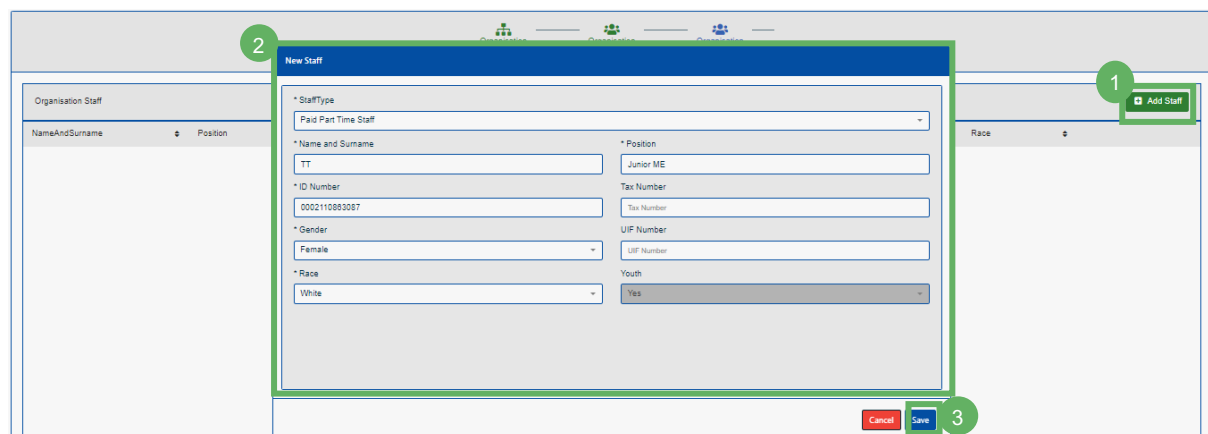 2
New Staff
1
Organisation Staff
Add Staff
NameAndSurname
Position
Race
* StaffType
Paid Part Time Staff
* Name and Surname
* Position
TT
Junior ME
* ID Number
Tax Number
0002110863087
Tax Number
* Gender
UIF Number
Female
UIF Number
* Race
Youth
White
Yes
Cancel
Save
3